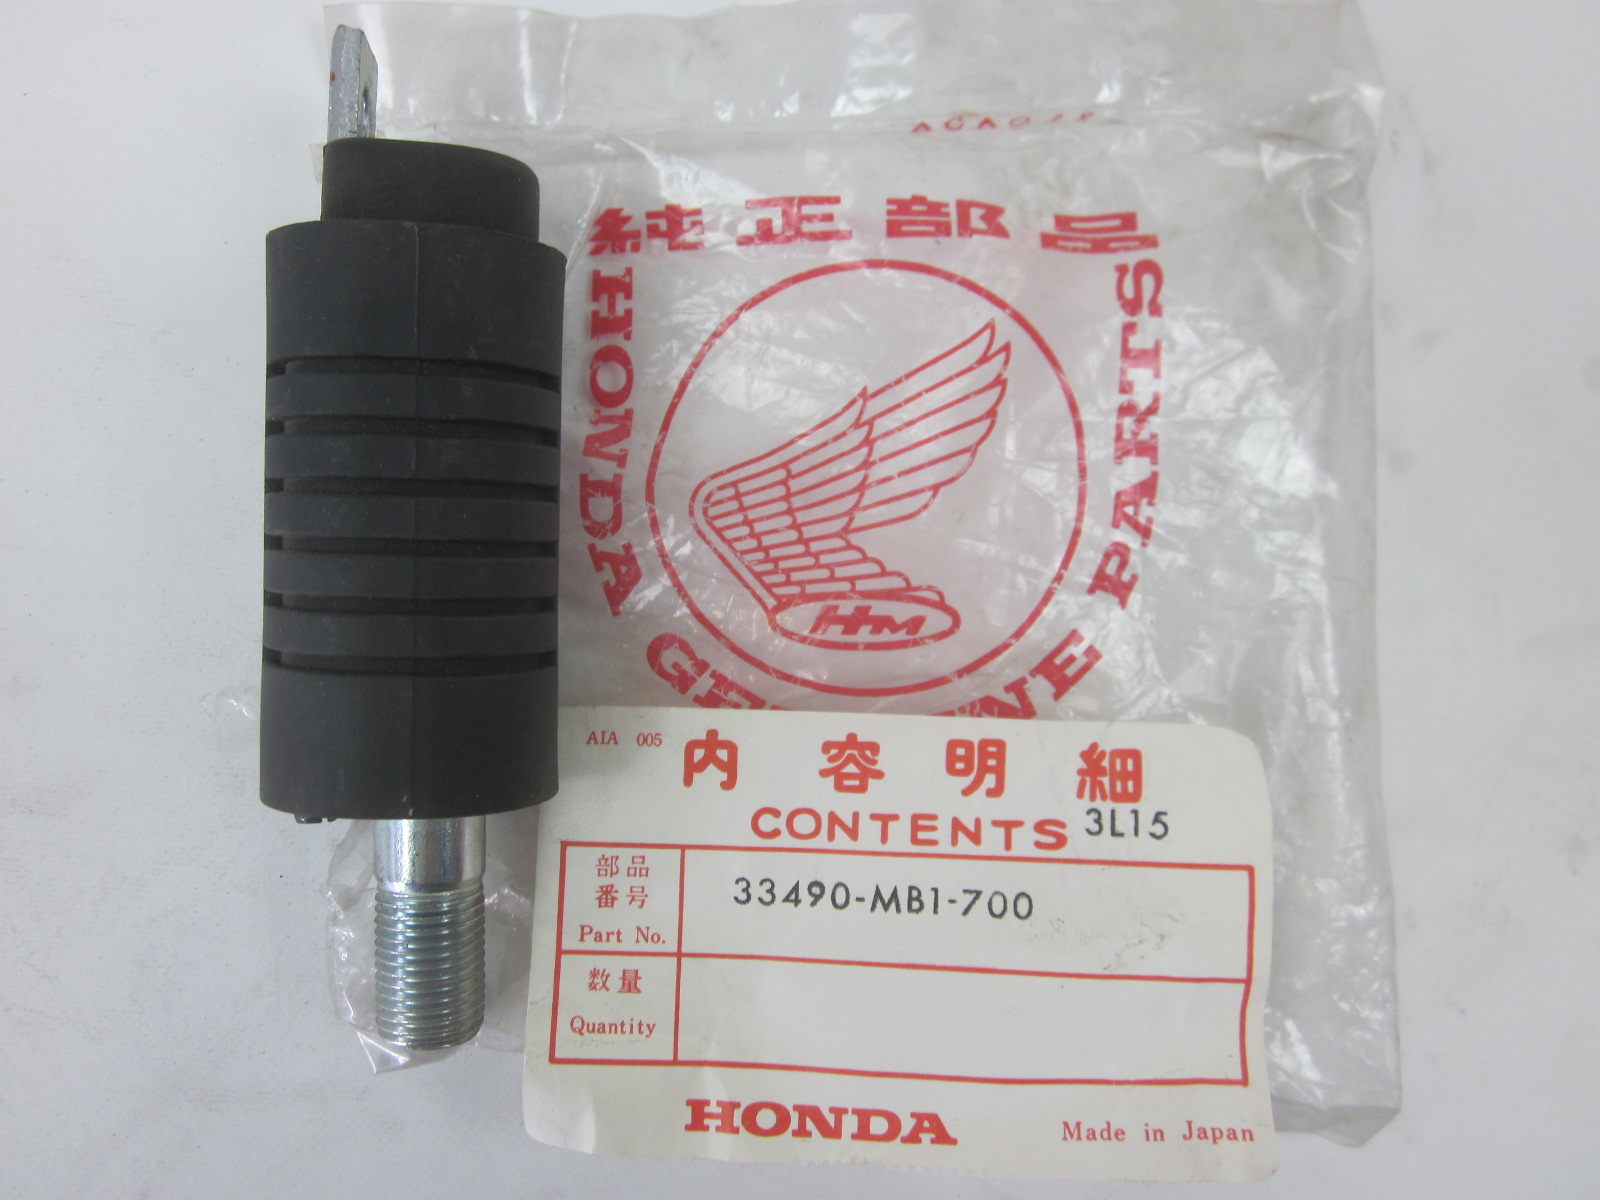 純正部品
HONDA
PARTS
HM
AIA 005
内容明細
CONTENTS 3L15
部品
番号
Part No.
33490-MB1-700
数量
Quantity
HONDA
Made in Japan